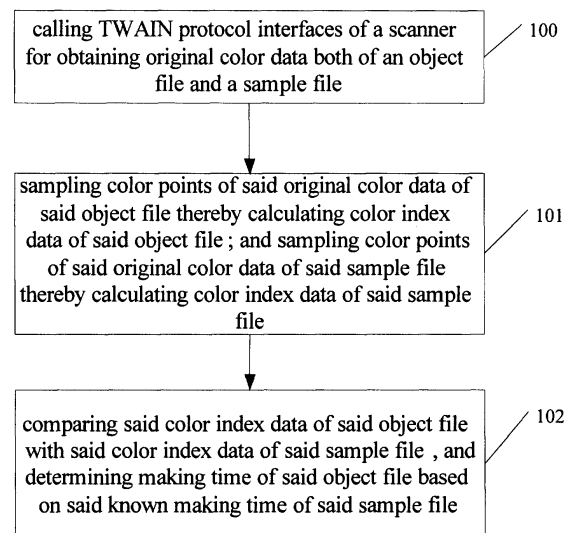 calling TWAIN protocol interfaces of a scanner
for obtaining original color data both of an object
file and a sample file
100
sampling color points of said original color data of
said object file thereby calculating color index
data of said object file ; and sampling color points
of said original color data of said sample file
thereby calculating color index data of said sample
file
101
comparing said color index data of said object file
with said color index data of said sample file , and
determining making time of said object file based
on said known making time of said sample file
102